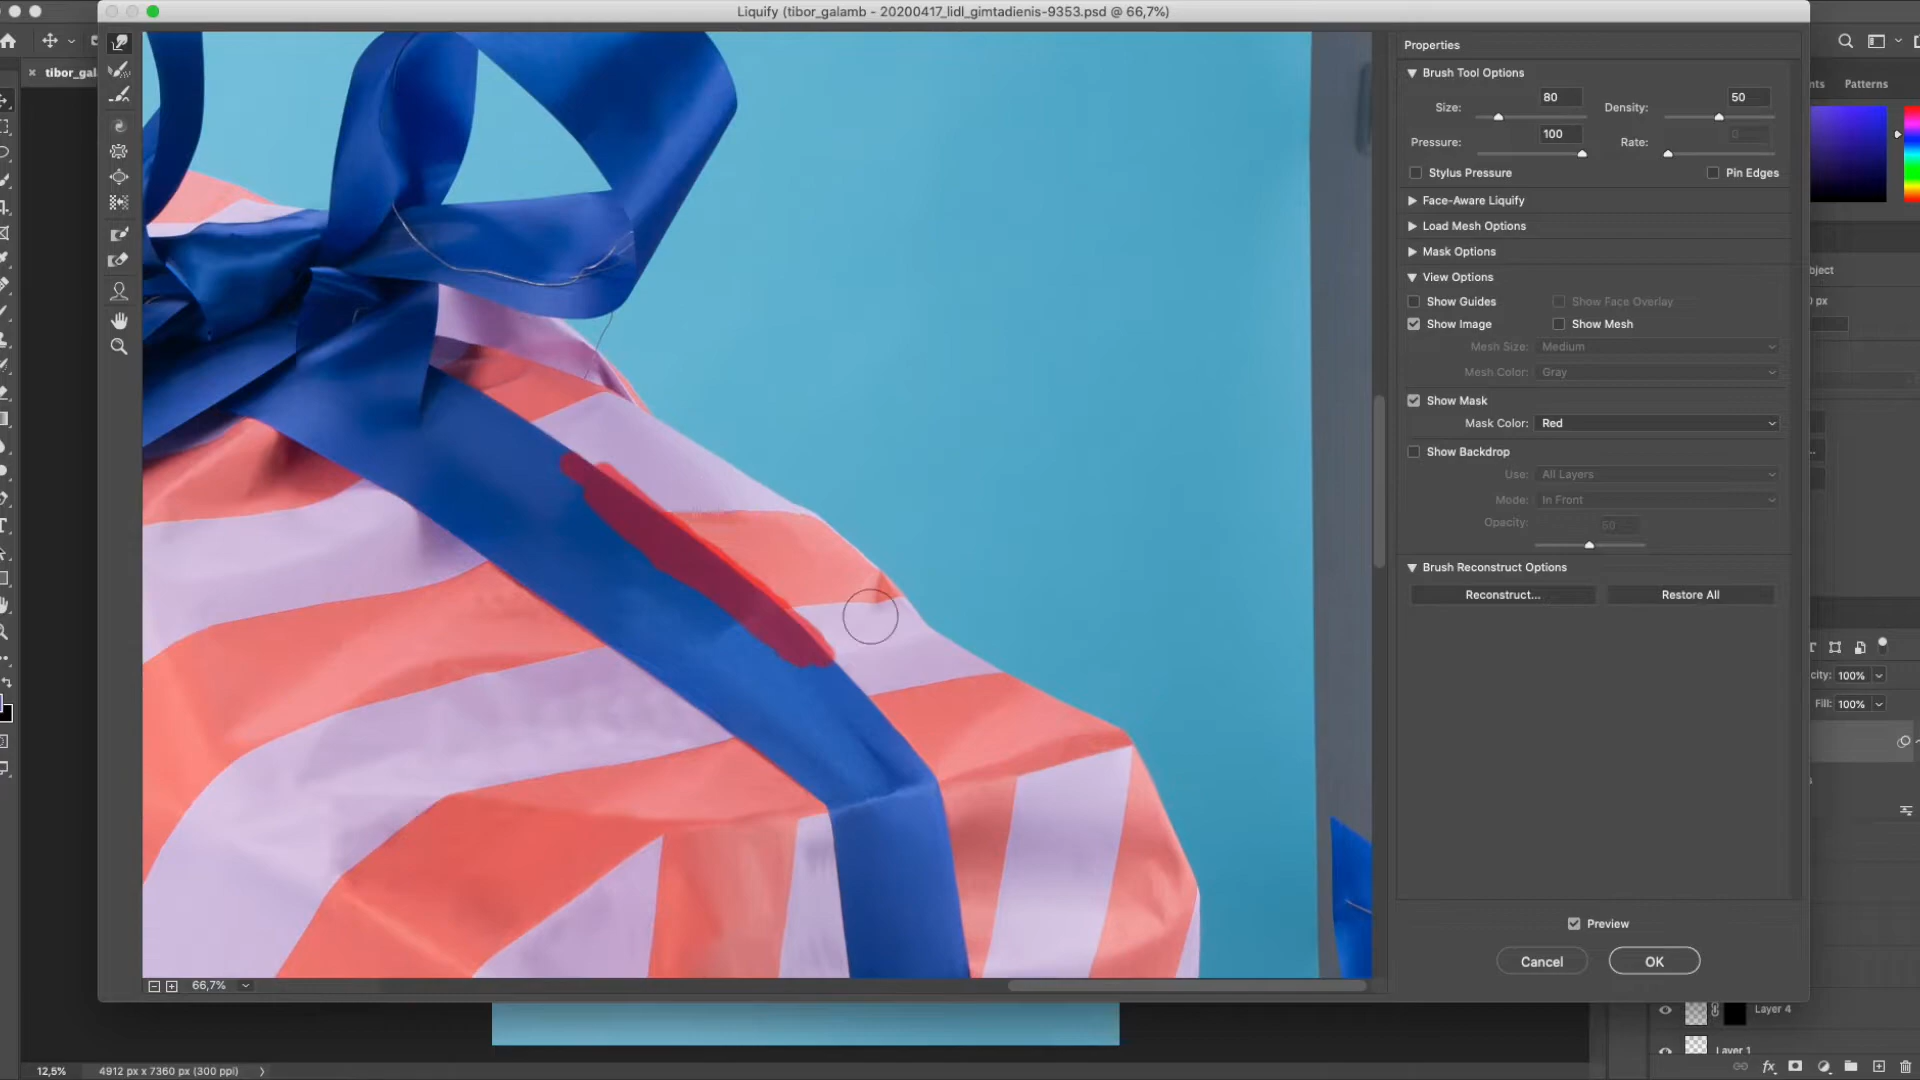 Liquify (tibor_galamb - 20200417_lidl_gimtadienis-9353.psd @ 66,7%)
tibor_gal
Properties
Brush Tool Options
Size: 80
Density: 50
Pressure: 100
Rate: 0
Stylus Pressure
Pin Edges
Face-Aware Liquify
Load Mesh Options
Mask Options
View Options
Show Guides
Show Face Overlay
Show Image
Show Mesh
Mesh Size: Medium
Mesh Color: Gray
Show Mask
Mask Color: Red
Show Backdrop
Use: All Layers
Mode: In Front
Opacity: 50
Brush Reconstruct Options
Reconstruct...
Restore All
Preview
Cancel
OK
66,7%
nts
Patterns
bject
0 px
city: 100%
Fill: 100%
Layer 4
Layer 1
12,5%
4912 px x 7360 px (300 ppi)